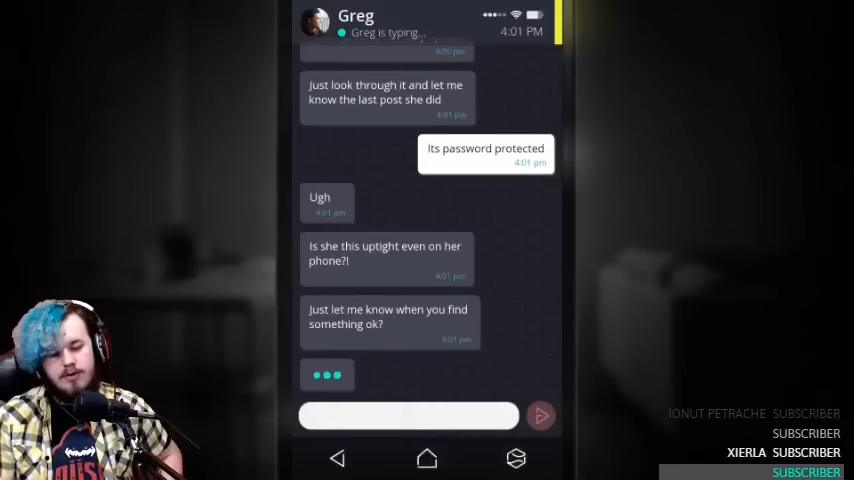 Greg
Greg is typing...
4:01 PM
4:00 pm
Just look through it and let me
know the last post she did
4:01 pm
Its password protected
4:01 pm
Ugh
4:01 pm
Is she this uptight even on her
phone?!
4:01 pm
Just let me know when you find
something ok?
4:01 pm
IONUT PETRACHE SUBSCRIBER
SUBSCRIBER
XIERLA SUBSCRIBER
SUBSCRIBER